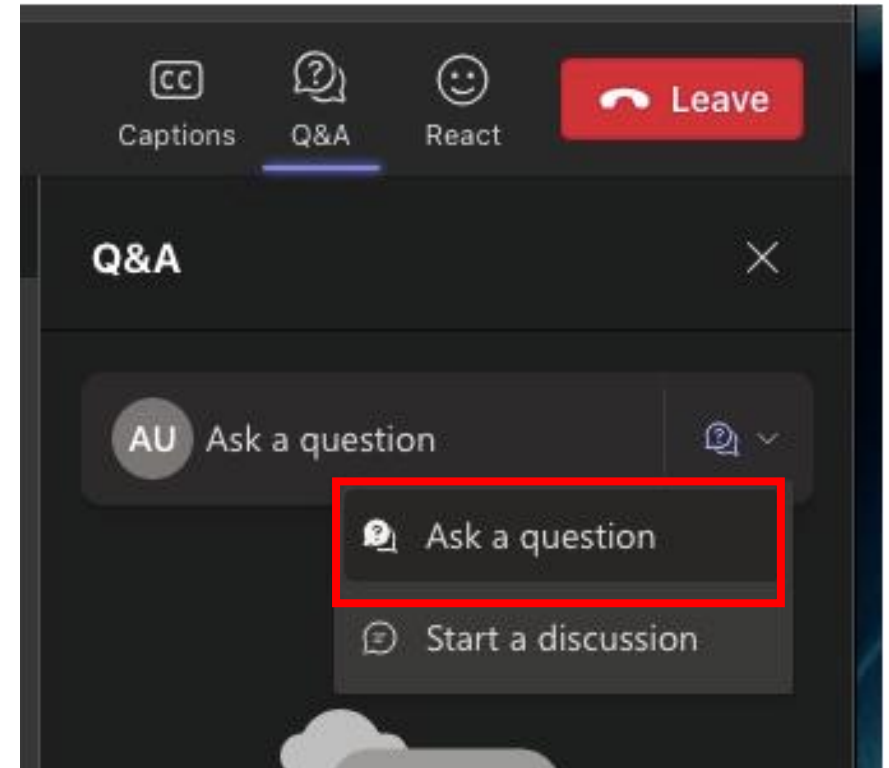 CC
Captions Q&A React Leave
Q&A
AU Ask a question
Ask a question
Start a discussion